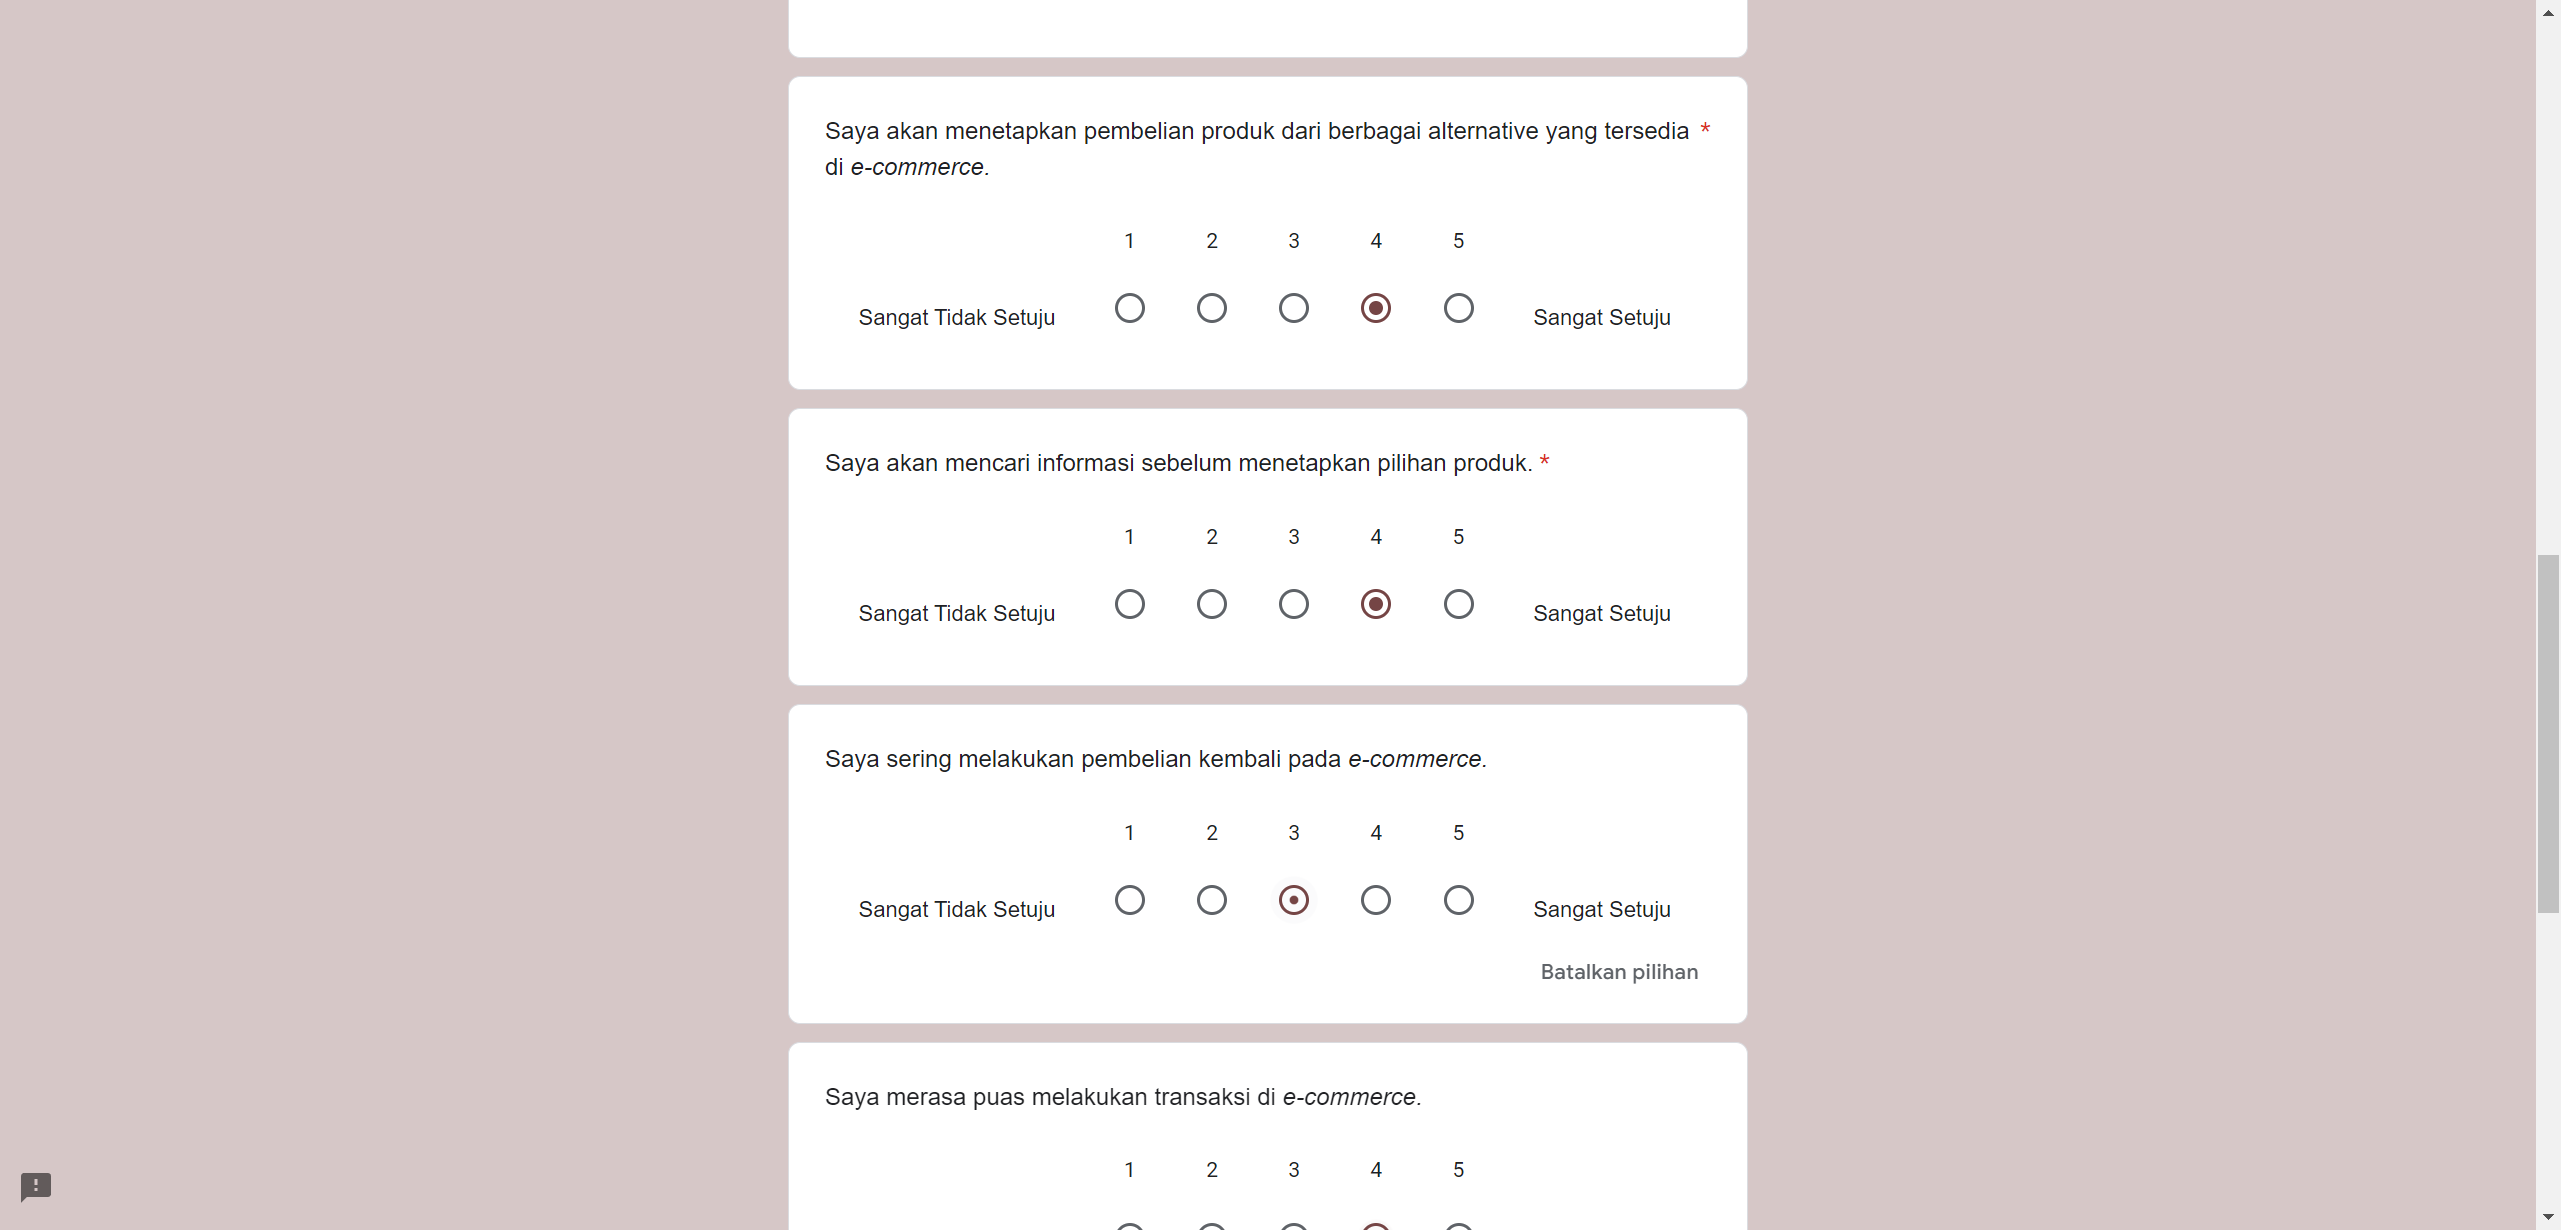 Saya akan menetapkan pembelian produk dari berbagai alternative yang tersedia *
di e-commerce.
1 2 3 4 5
Sangat Tidak Setuju Sangat Setuju
Saya akan mencari informasi sebelum menetapkan pilihan produk. *
1 2 3 4 5
Sangat Tidak Setuju Sangat Setuju
Saya sering melakukan pembelian kembali pada e-commerce.
1 2 3 4 5
Sangat Tidak Setuju Sangat Setuju
Batalkan pilihan
Saya merasa puas melakukan transaksi di e-commerce.
1 2 3 4 5